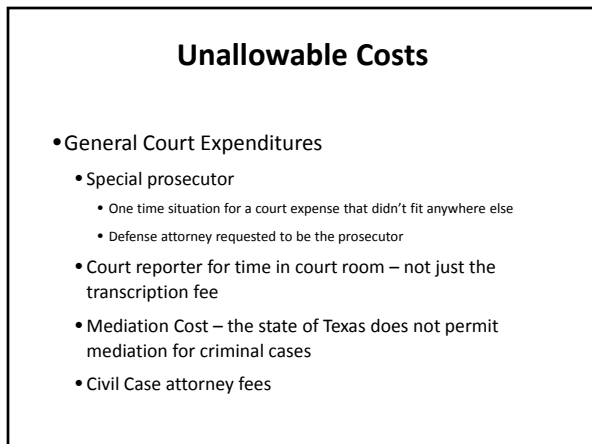 Unallowable Costs
•General Court Expenditures
• Special prosecutor
• One time situation for a court expense that didn't fit anywhere else
• Defense attorney requested to be the prosecutor
• Court reporter for time in court room – not just the
transcription fee
• Mediation Cost – the state of Texas does not permit
mediation for criminal cases
• Civil Case attorney fees